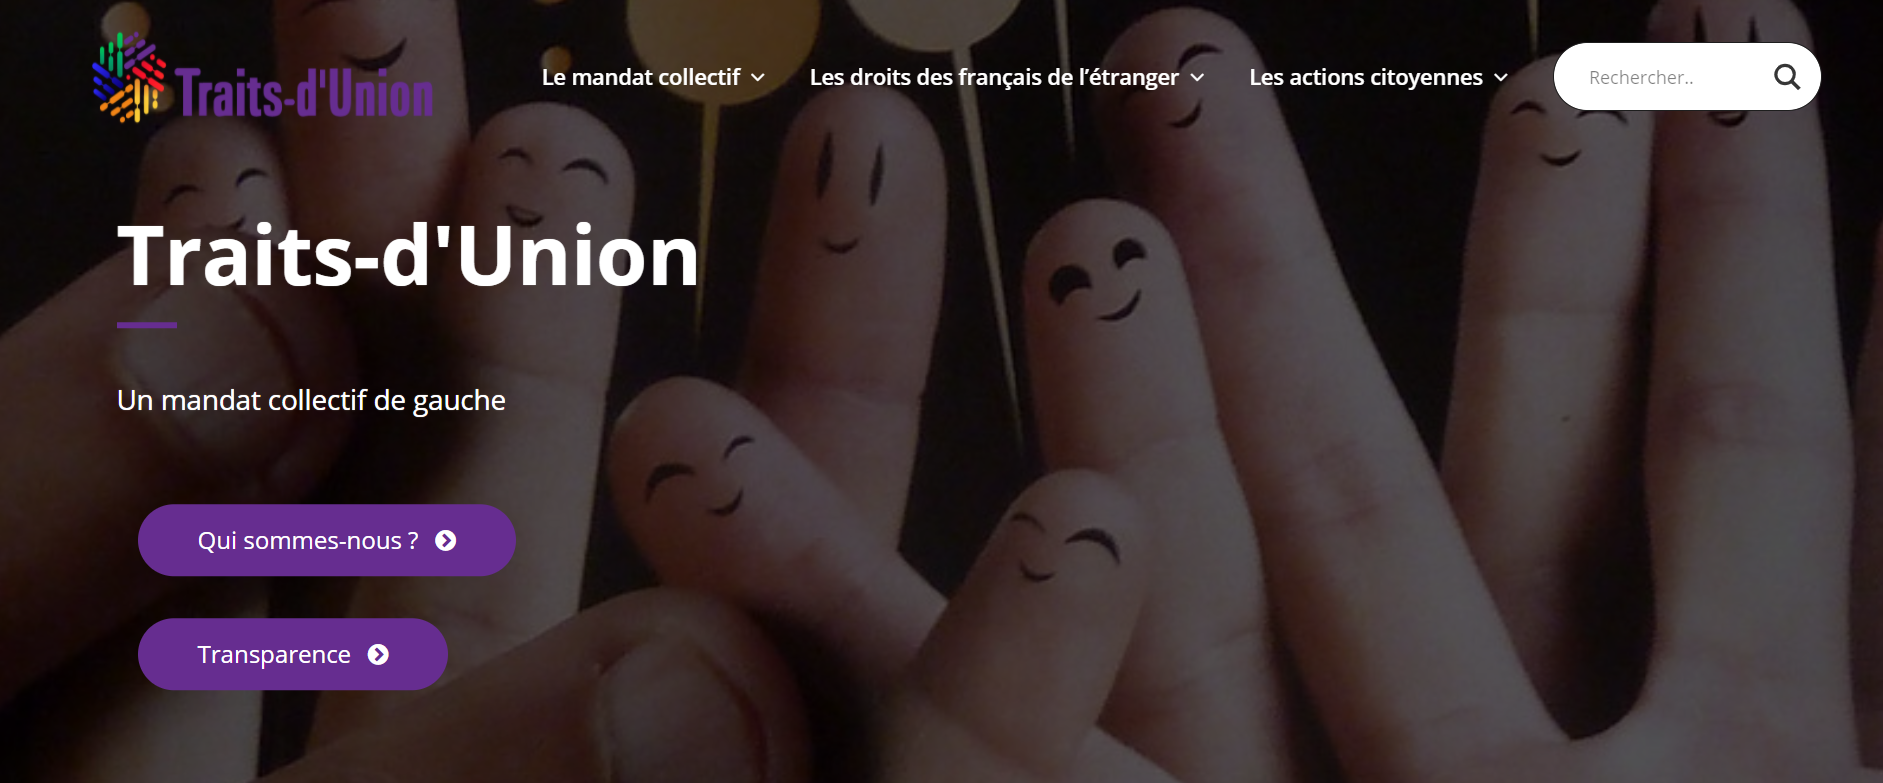 Traits-d'Union
Le mandat collectif
Les droits des français de l’étranger
Les actions citoyennes
Rechercher..
Traits-d'Union
Un mandat collectif de gauche
Qui sommes-nous ?
Transparence